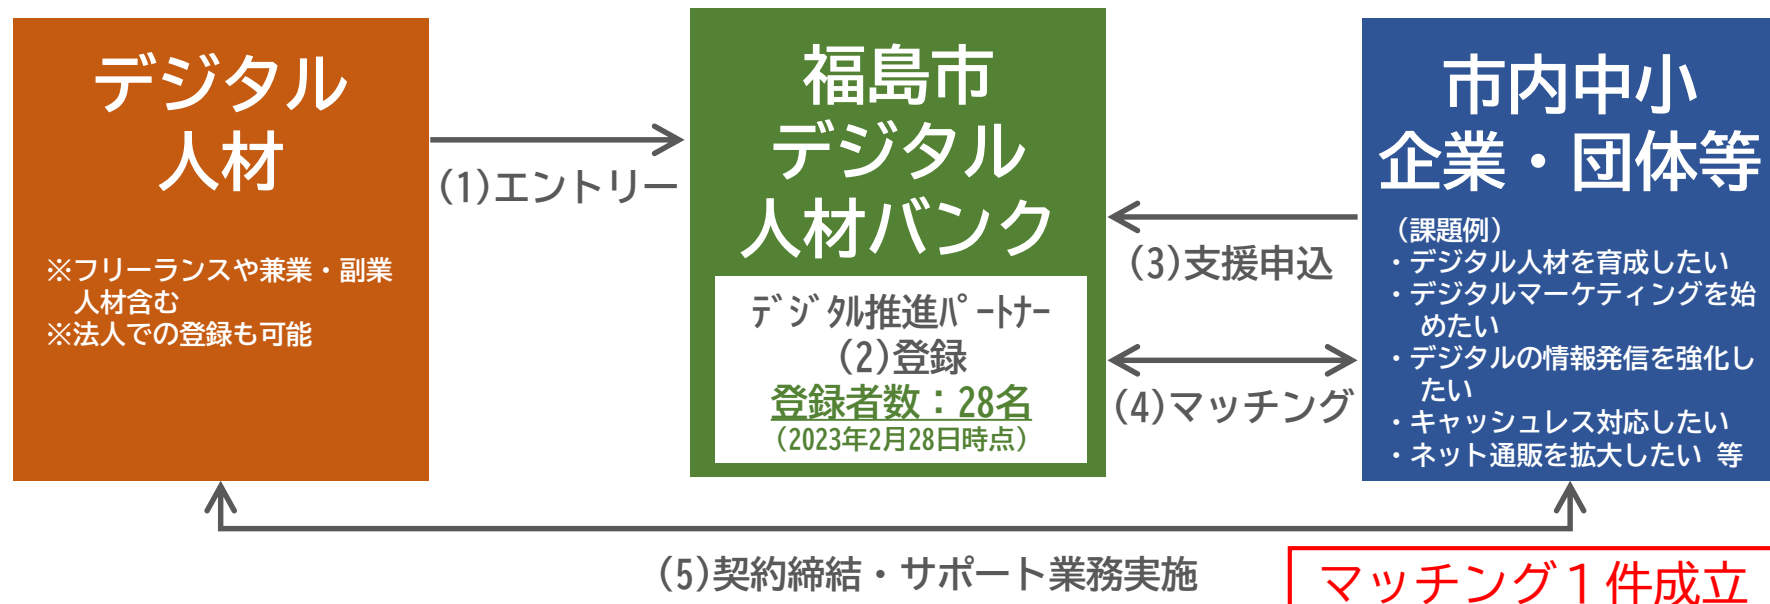 デジタル
人材
※フリーランスや兼業・副業
人材含む
※法人での登録も可能
(1)エントリー
福島市
デジタル
人材バンク
ﾃﾞｼﾞﾀﾙ推進ﾊﾟｰﾄﾅｰ
(2)登録
登録者数：28名
(2023年2月28日時点)
(3)支援申込
(4)マッチング
市内中小
企業・団体等
（課題例）
・デジタル人材を育成したい
・デジタルマーケティングを始
めたい
・デジタルの情報発信を強化し
たい
・キャッシュレス対応したい
・ネット通販を拡大したい 等
(5)契約締結・サポート業務実施
マッチング１件成立